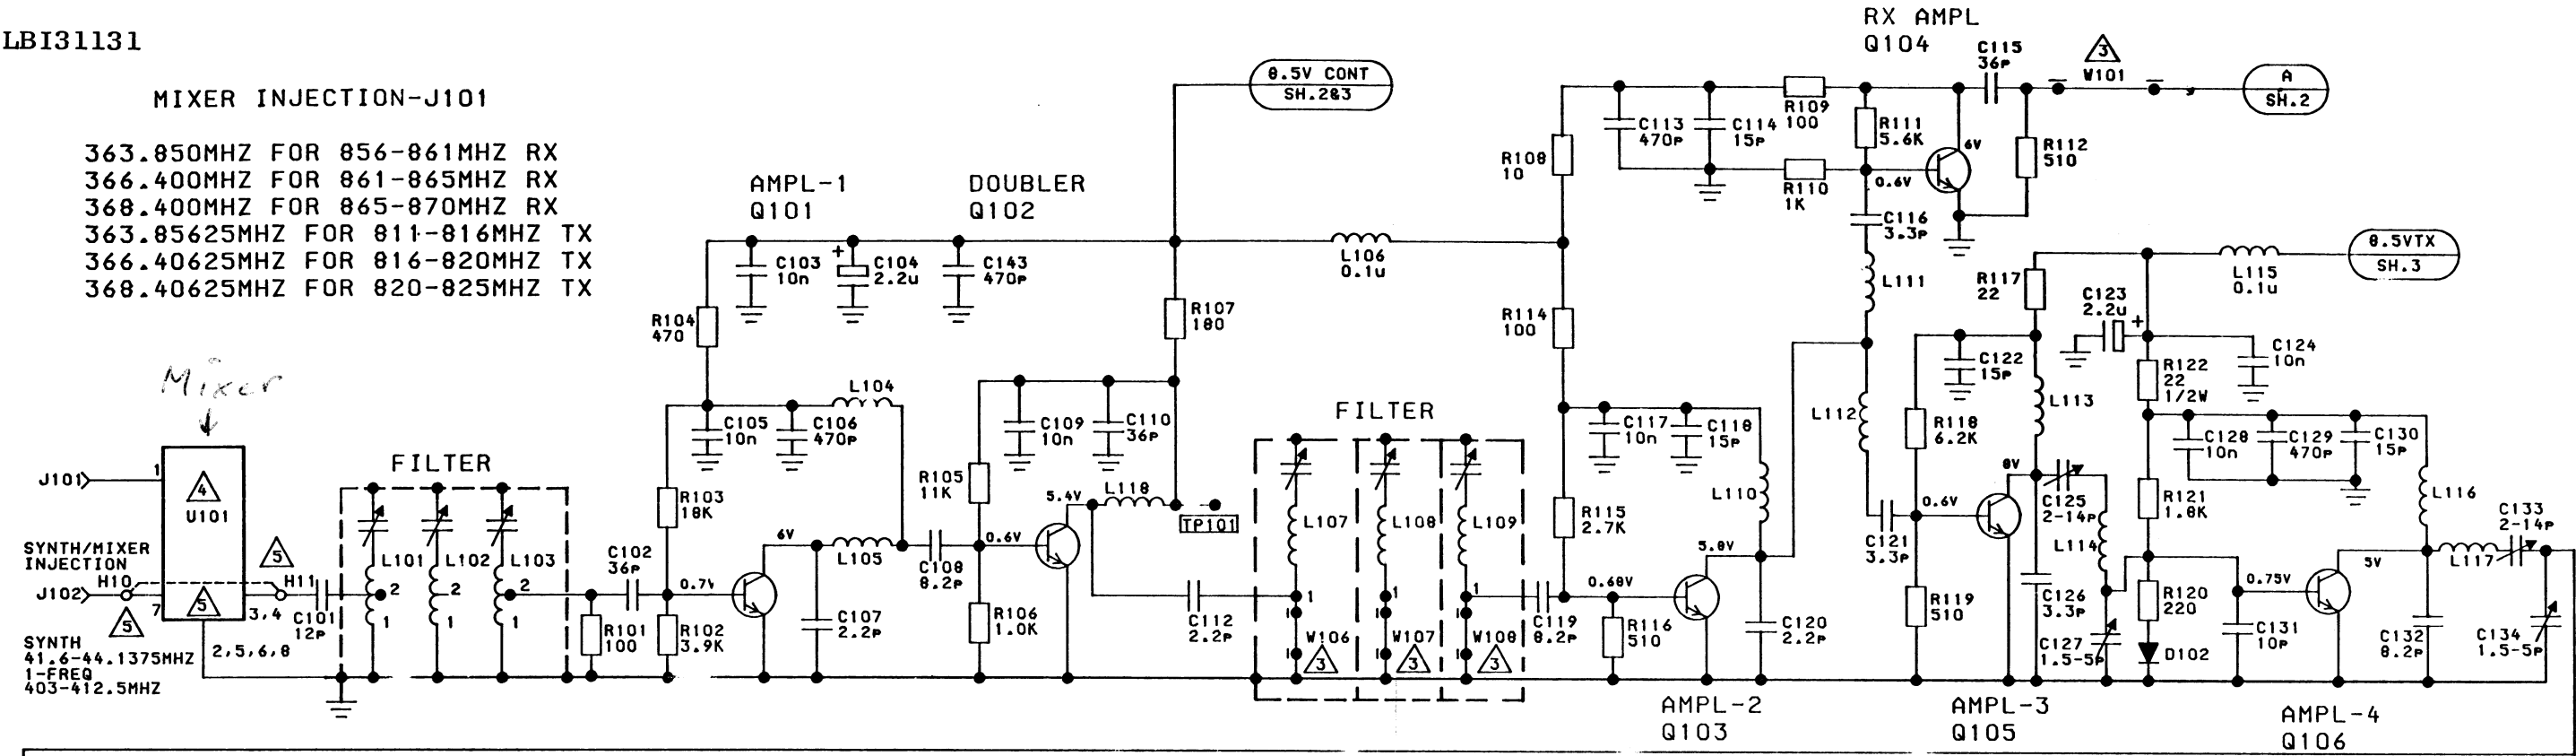 LBI31131
MIXER INJECTION-J101
363.850MHZ FOR 856-861MHZ RX
366.400MHZ FOR 861-865MHZ RX
368.400MHZ FOR 865-870MHZ RX
363.85625MHZ FOR 811-816MHZ TX
366.40625MHZ FOR 816-820MHZ TX
368.40625MHZ FOR 820-825MHZ TX
Mixer
J101
1
4
U101
SYNTH/MIXER
INJECTION
H10
J102
7
5
5
5
H11
3,4
2,5,6,8
SYNTH
41.6-44.1375MHZ
1-FREQ
403-412.5MHZ
C101
12p
FILTER
L101
2
1
L102
2
1
L103
2
1
R101
100
C102
36p
R102
3.9K
R103
18K
0.7V
R104
470
AMPL-1
Q101
DOUBLER
Q102
C103
10n
+
C104
2.2u
C143
470p
C105
10n
C106
470p
L104
6V
L105
C107
2.2p
C108
8.2p
R105
11K
R106
1.0K
0.6V
C109
10n
C110
36p
5.4V
L118
R107
180
TP101
C112
2.2p
8.5V CONT
SH.2&3
L106
0.1u
FILTER
L107
1
W106
3
L108
W107
3
L109
1
W108
3
C119
8.2p
R108
10
R114
100
C117
10n
C118
15p
R115
2.7K
0.68V
R116
510
L110
5.8V
C120
2.2p
AMPL-2
Q103
C113
470p
C114
15p
R109
100
R110
1K
R111
5.6K
RX AMPL
Q104
6V
0.6V
C115
36p
R112
510
3
W101
A
SH.2
C116
3.3p
L111
L112
C121
3.3p
R117
22
C122
15p
R118
6.2K
0.6V
R119
510
L113
8V
C125
2-14p
L114
C126
3.3p
C127
1.5-5p
AMPL-3
Q105
8.5VTX
SH.3
L115
0.1u
C123
2.2u
+
C124
10n
R122
22
1/2W
C128
10n
C129
470p
C130
15p
R121
1.8K
R120
220
D102
0.75V
C131
10p
L116
5V
L117
C133
2-14p
C132
8.2p
C134
1.5-5p
AMPL-4
Q106